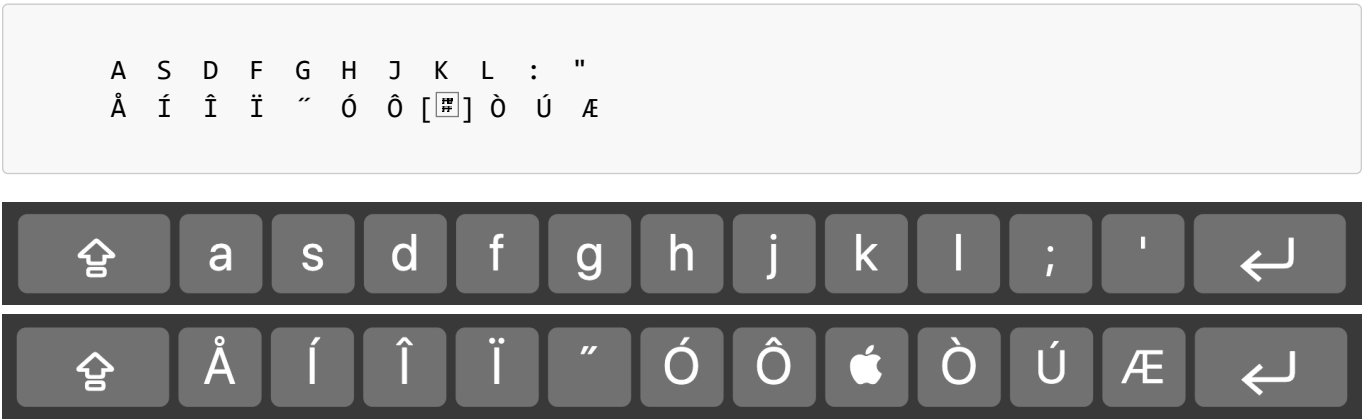 A S D F G H J K L : "
Å Í Î Ï ˝ Ó Ô [] Ò Ú Æ
a s d f g h j k l ; '
Å Í Î Ï ˝ Ó Ô  Ò Ú Æ